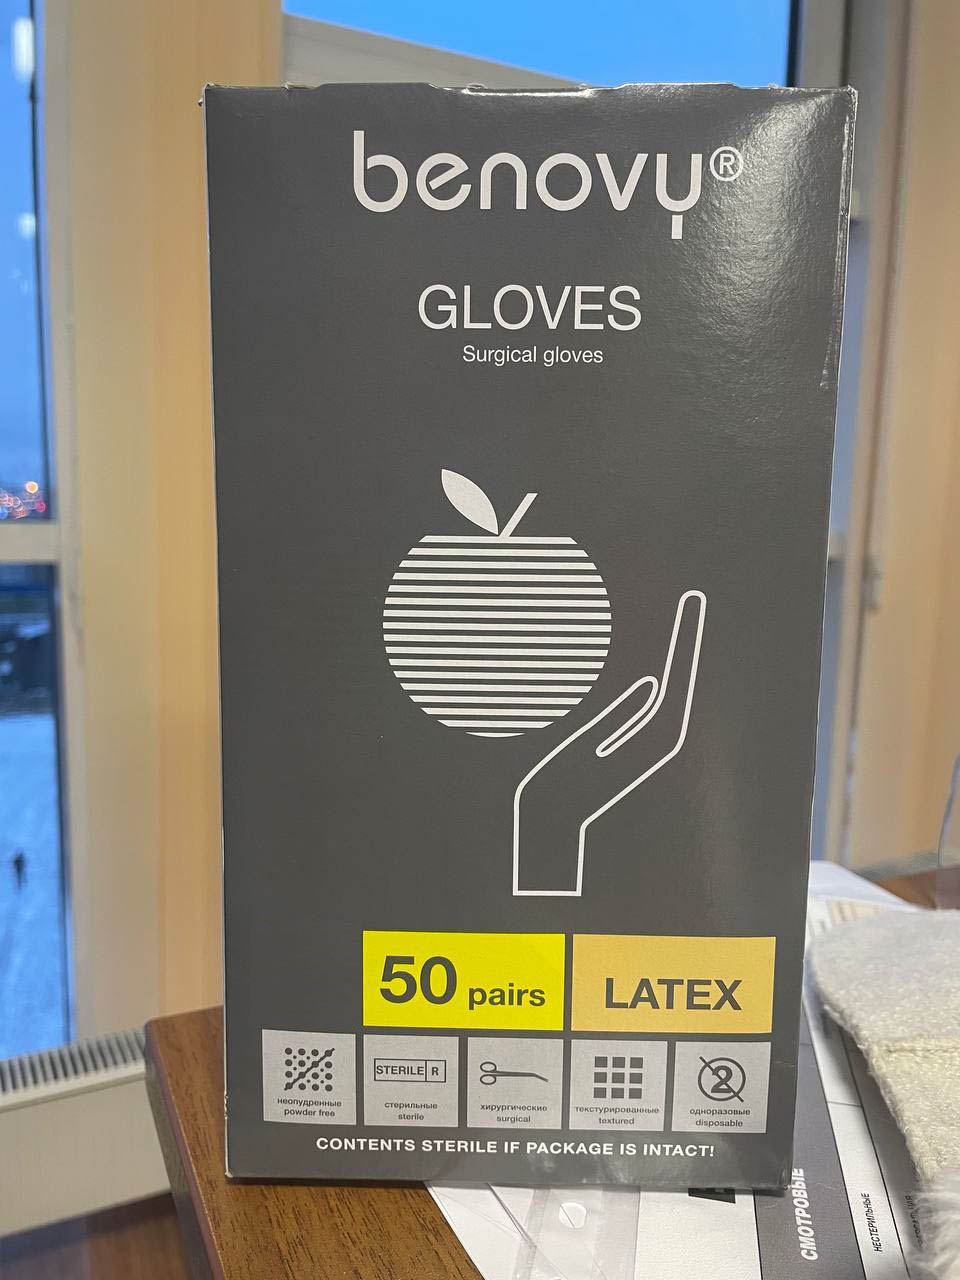 benovy®
GLOVES
Surgical gloves
50 pairs
LATEX
неопудренные
powder free
STERILE R
стерильные
sterile
хирургические
surgical
текстурированные
textured
2
одноразовые
disposable
CONTENTS STERILE IF PACKAGE IS INTACT!
СМОТРОВЫЕ
НЕСТЕРИЛЬНЫЕ